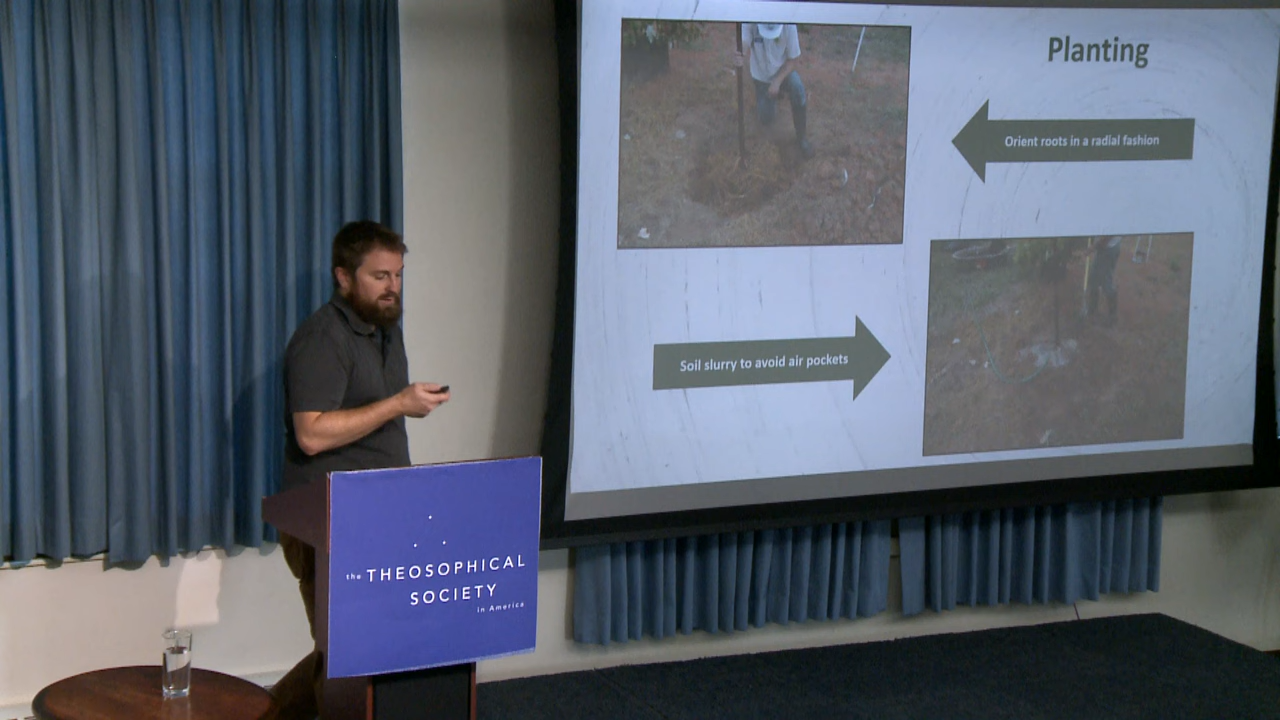 Planting
Orient roots in a radial fashion
Soil slurry to avoid air pockets
the THEOSOPHICAL
SOCIETY
in America